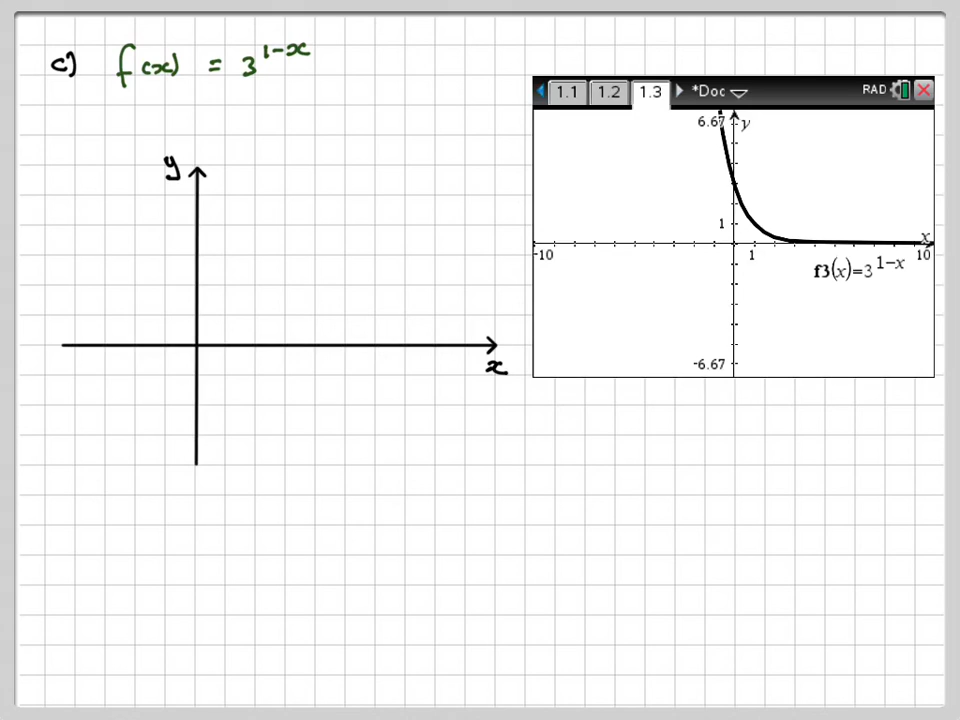 c) f(x) = 3^{1-x}
1.1 1.2 1.3 *Doc RAD
6.67 y
y
1
x
-10 1 10
f3(x)=3^{1-x}
x
-6.67